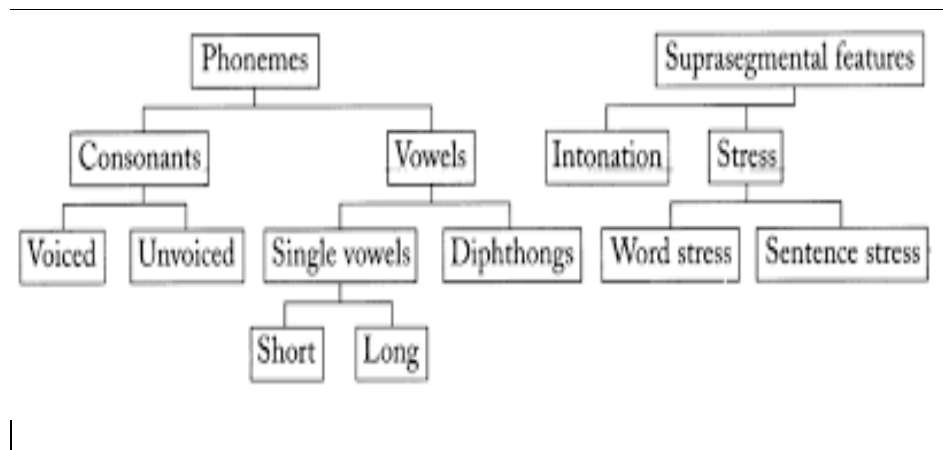 Phonemes
Suprasegmental features
Consonants
Vowels
Intonation
Stress
Voiced
Unvoiced
Single vowels
Diphthongs
Word stress
Sentence stress
Short
Long